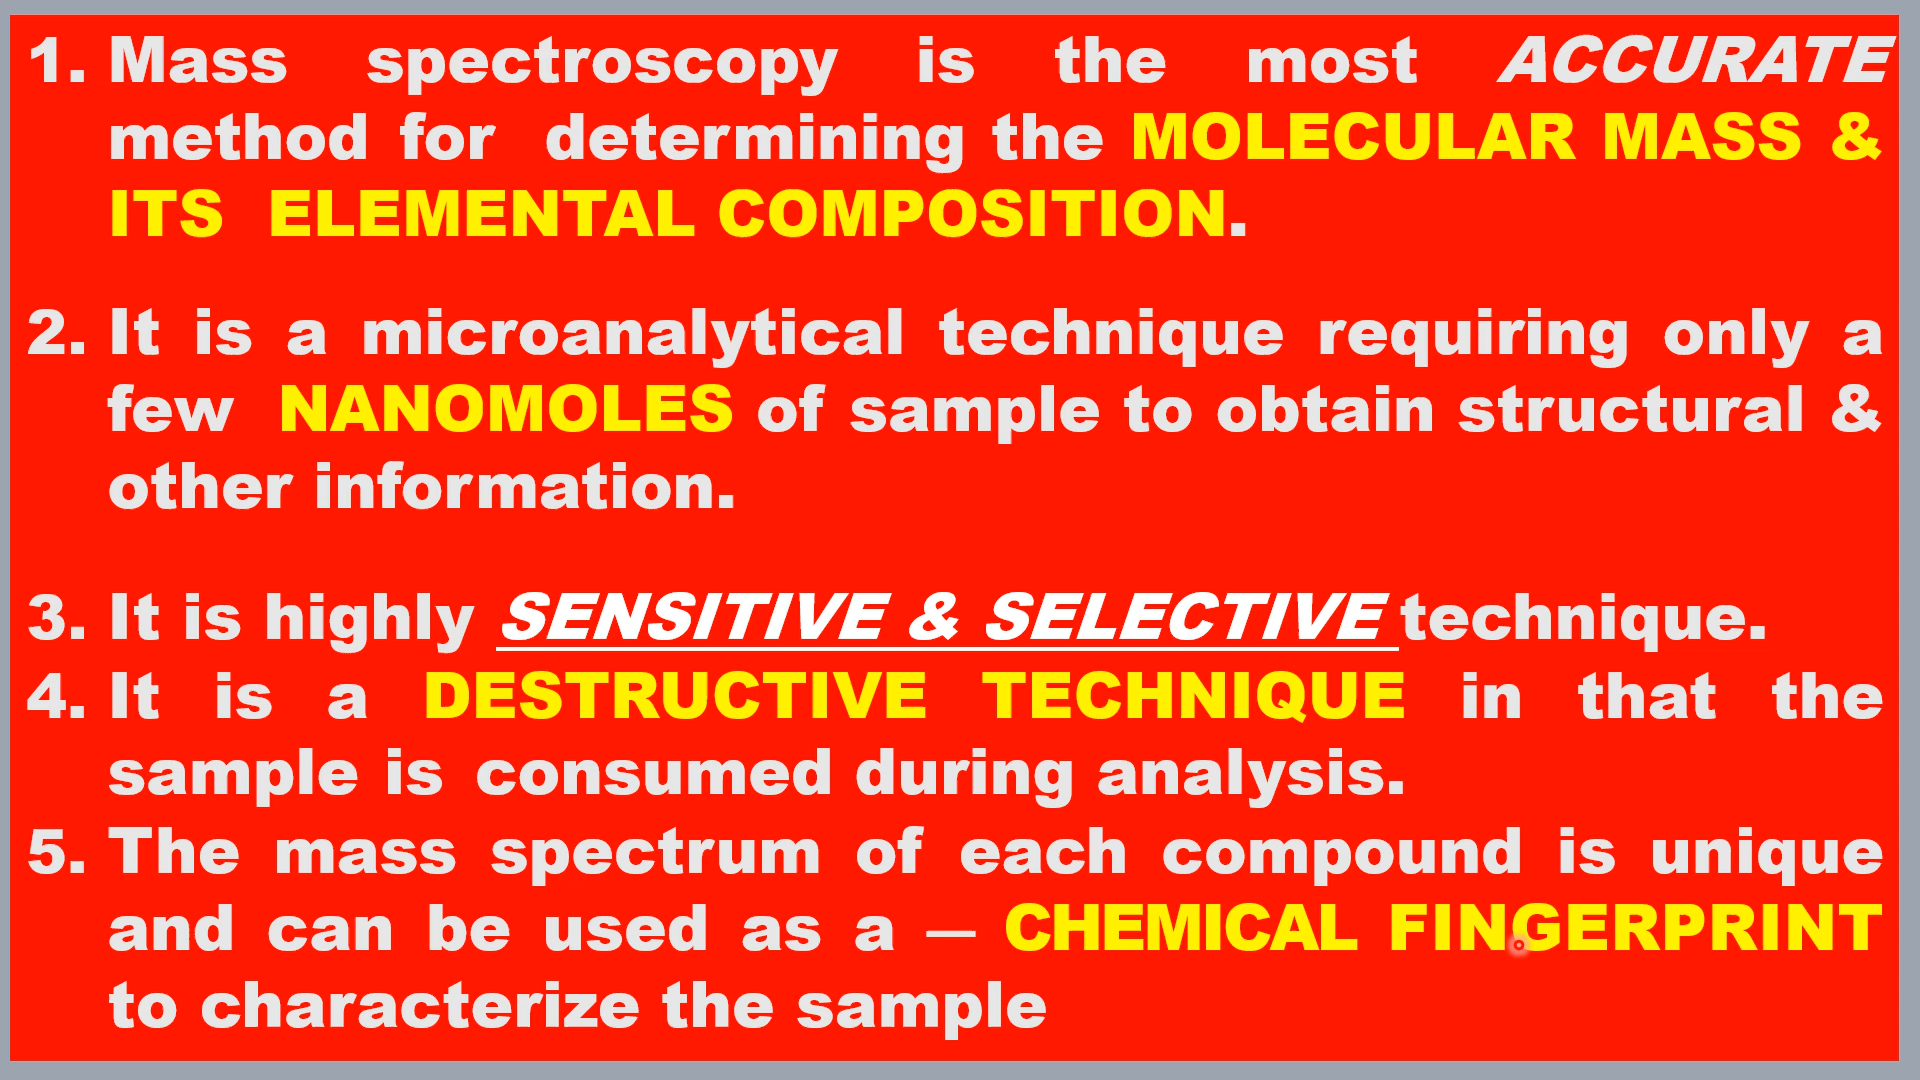 1. Mass spectroscopy is the most ACCURATE
method for determining the MOLECULAR MASS &
ITS ELEMENTAL COMPOSITION.
2. It is a microanalytical technique requiring only a
few NANOMOLES of sample to obtain structural &
other information.
3. It is highly SENSITIVE & SELECTIVE technique.
4. It is a DESTRUCTIVE TECHNIQUE in that the
sample is consumed during analysis.
5. The mass spectrum of each compound is unique
and can be used as a — CHEMICAL FINGERPRINT
to characterize the sample